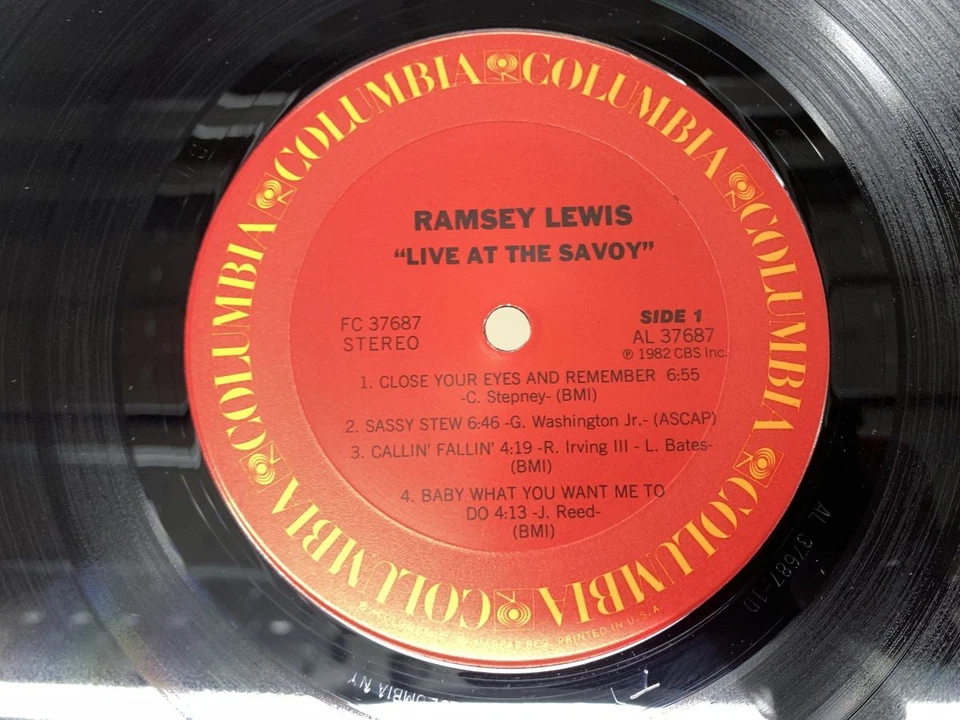 COLUMBIA COLUMBIA COLUMBIA COLUMBIA COLUMBIA COLUMBIA COLUMBIA COLUMBIA
RAMSEY LEWIS
“LIVE AT THE SAVOY”
FC 37687
STEREO
SIDE 1
AL 37687
℗ 1982 CBS Inc.
1. CLOSE YOUR EYES AND REMEMBER 6:55
-C. Stepney- (BMI)
2. SASSY STEW 6:46 -G. Washington Jr.- (ASCAP)
3. CALLIN' FALLIN' 4:19 -R. Irving III - L. Bates-
(BMI)
4. BABY WHAT YOU WANT ME TO
DO 4:13 -J. Reed-
(BMI)
PRINTED IN U.S.A.
AL 37687-1D